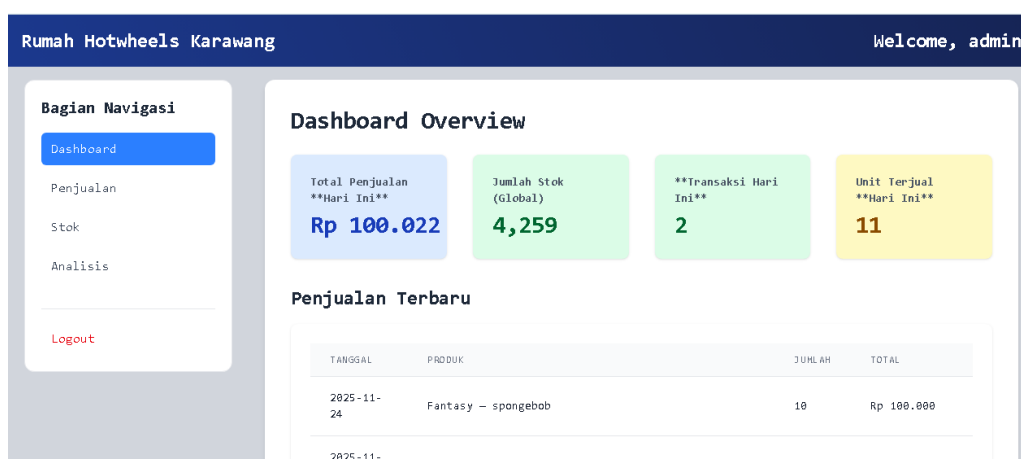 Rumah Hotwheels Karawang
Welcome, admin
Bagian Navigasi
Dashboard
Penjualan
Stok
Analisis
Logout
Dashboard Overview
Total Penjualan
**Hari Ini**
Rp 100.022
Jumlah Stok
(Global)
4,259
**Transaksi Hari
Ini**
2
Unit Terjual
**Hari Ini**
11
Penjualan Terbaru
TANGGAL PRODUK JUMLAH TOTAL
2025-11-
24
Fantasy — spongebob 10 Rp 100.000
2025-11-